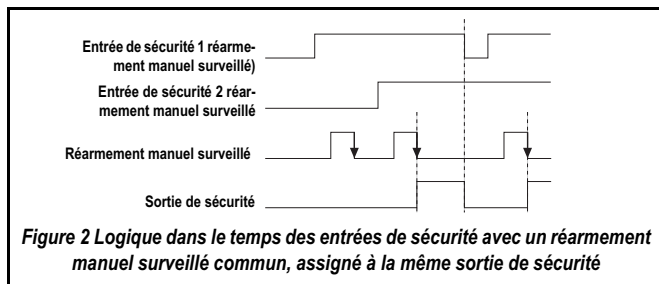 Entrée de sécurité 1 réarme-
ment manuel surveillé)
Entrée de sécurité 2 réar-
mement manuel surveillé
Réarmement manuel surveillé
Sortie de sécurité
Figure 2 Logique dans le temps des entrées de sécurité avec un réarmement
manuel surveillé commun, assigné à la même sortie de sécurité